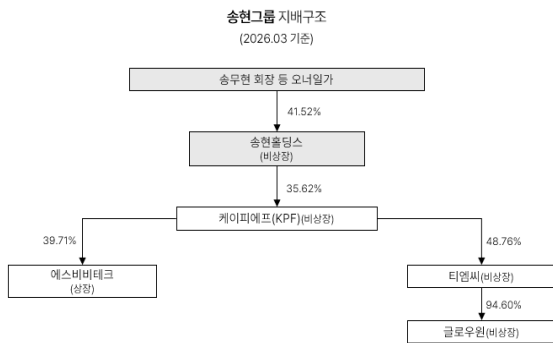 송현그룹 지배구조
(2026.03 기준)
송무현 회장 등 오너일가
41.52%
송현홀딩스
(비상장)
35.62%
케이피에프(KPF)(비상장)
39.71%
48.76%
에스비비테크
(상장)
티엠씨(비상장)
94.60%
글로우원(비상장)